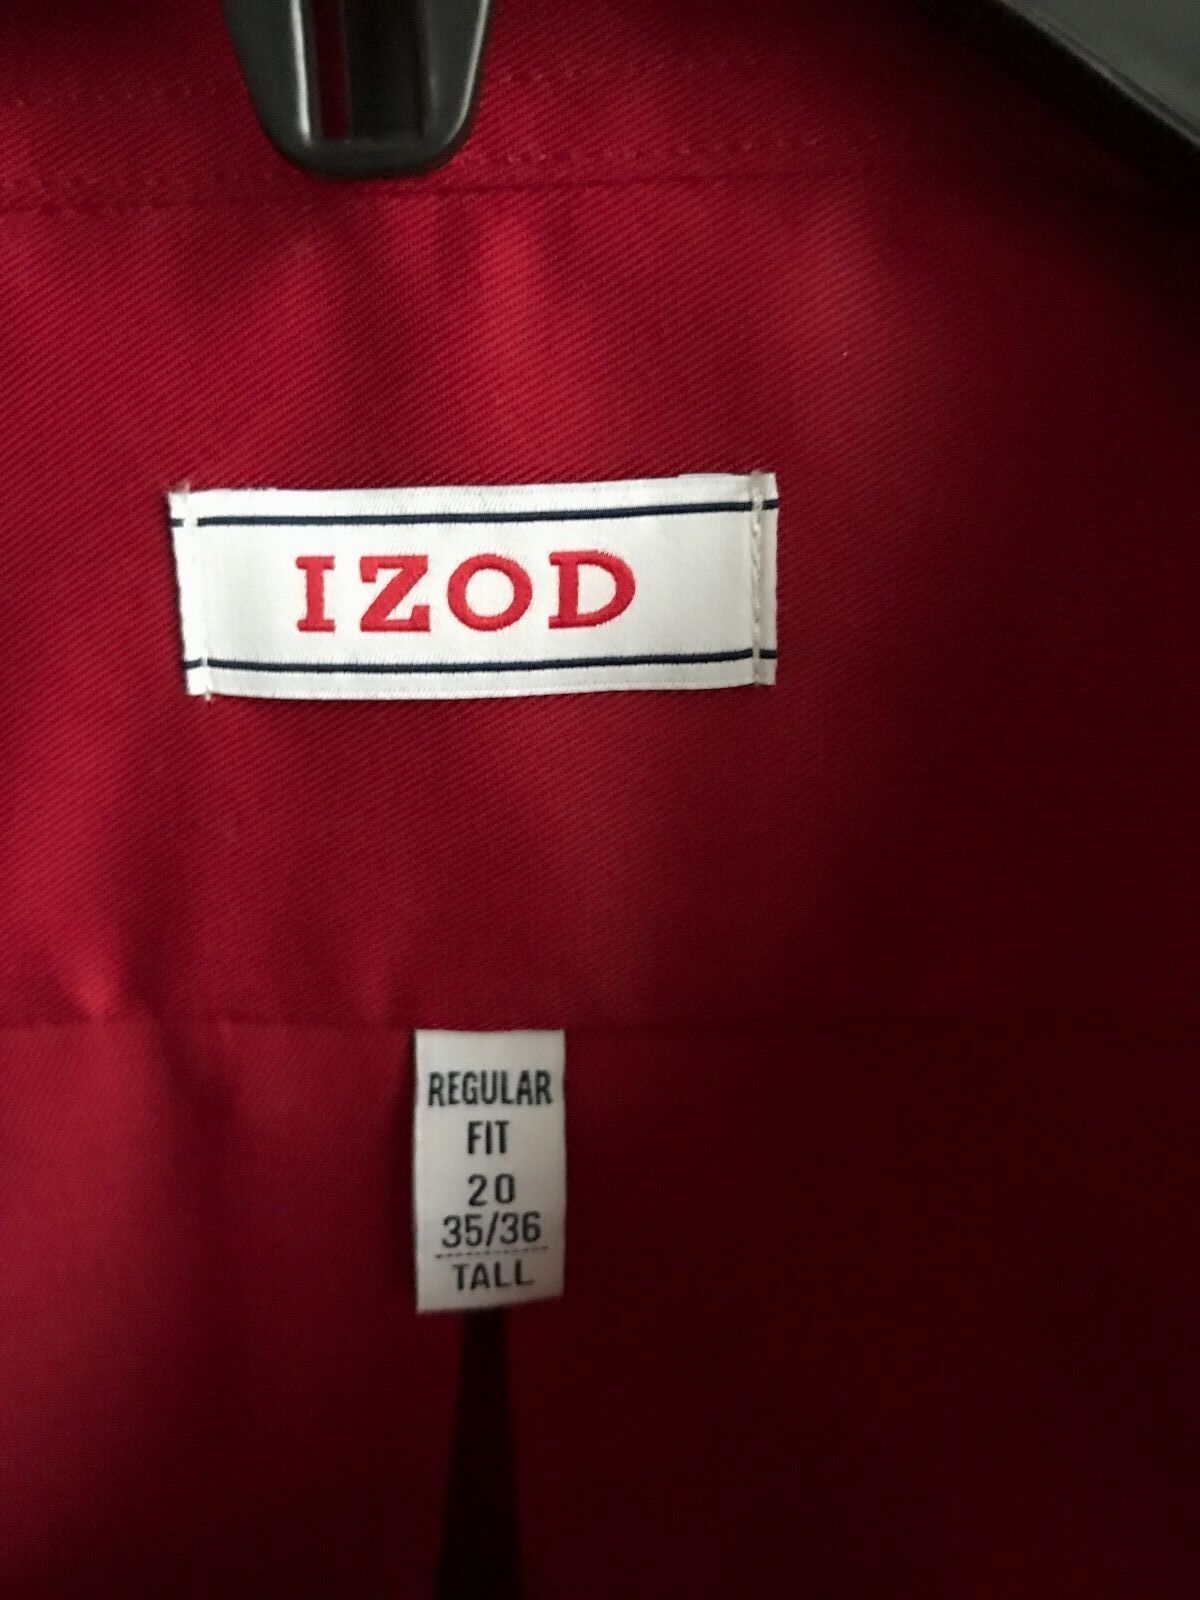 IZOD
REGULAR
FIT
20
35/36
TALL